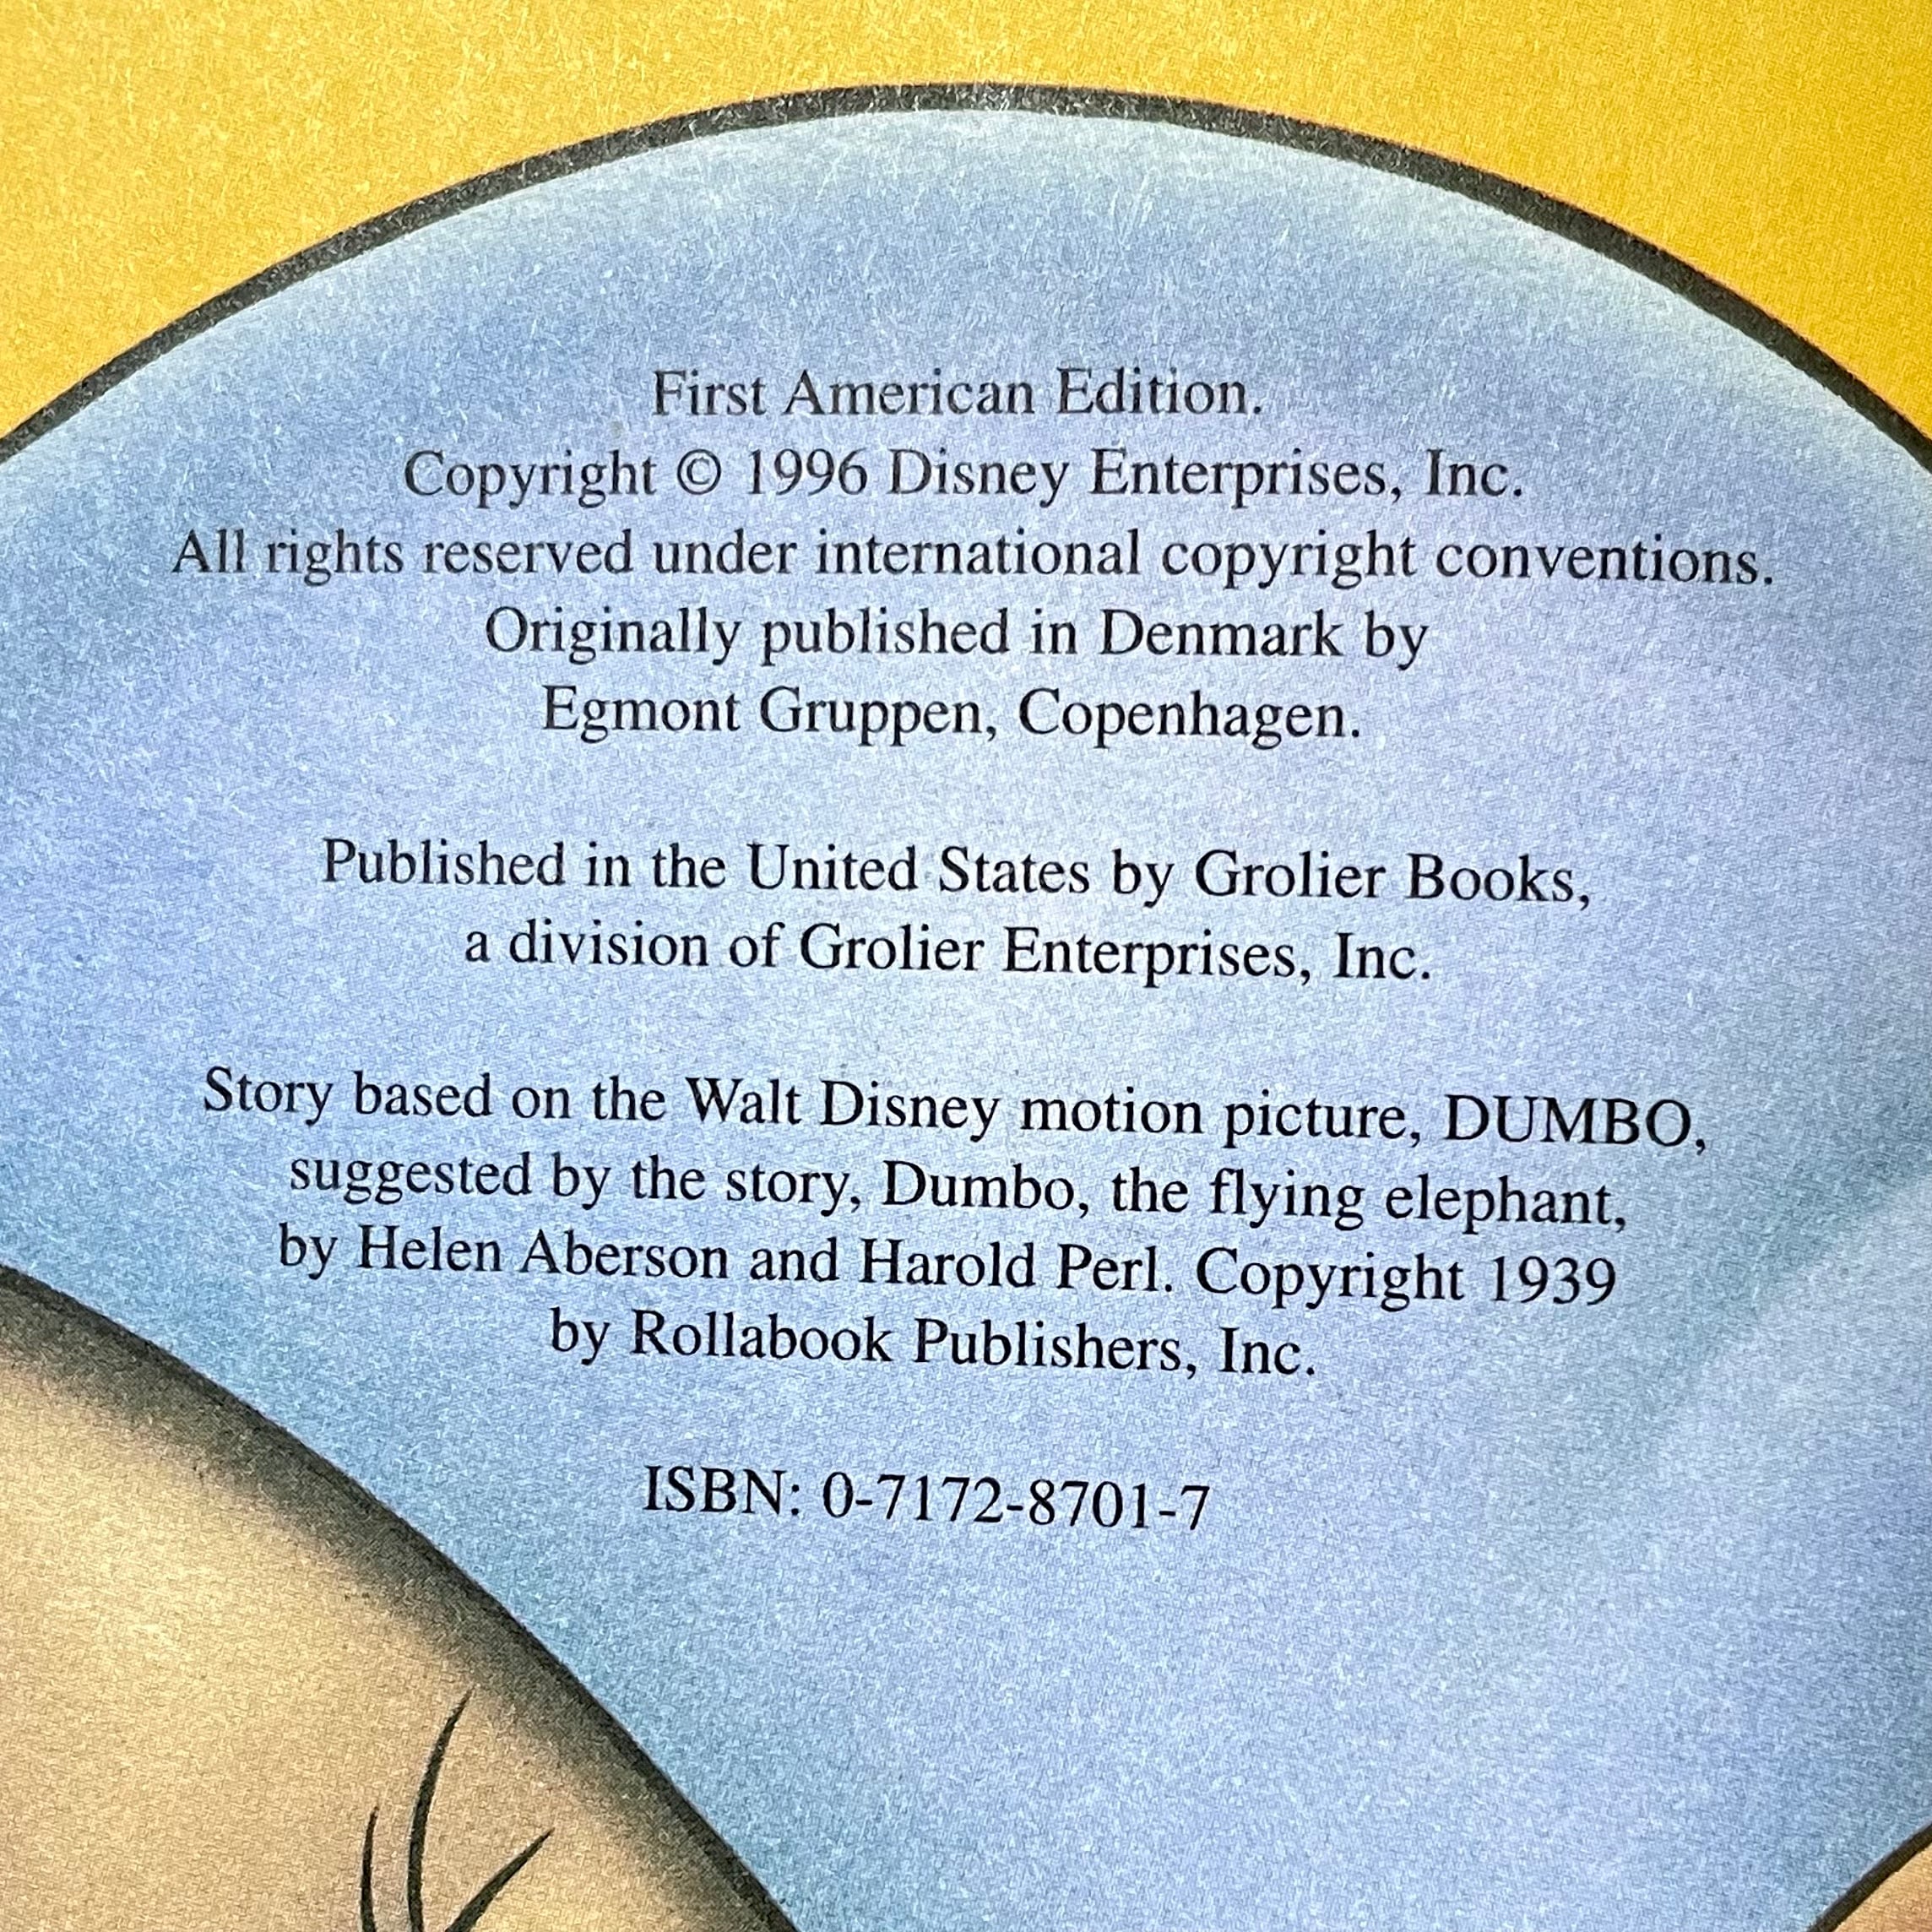 First American Edition.
Copyright © 1996 Disney Enterprises, Inc.
All rights reserved under international copyright conventions.
Originally published in Denmark by
Egmont Gruppen, Copenhagen.
Published in the United States by Grolier Books,
a division of Grolier Enterprises, Inc.
Story based on the Walt Disney motion picture, DUMBO,
suggested by the story, Dumbo, the flying elephant,
by Helen Aberson and Harold Perl. Copyright 1939
by Rollabook Publishers, Inc.
ISBN: 0-7172-8701-7